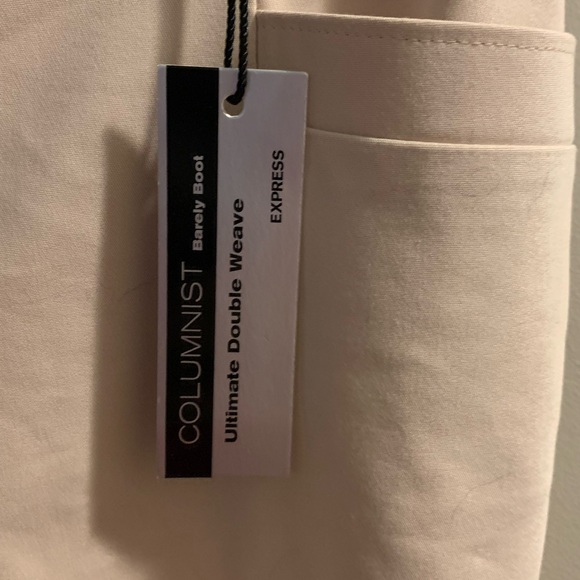 COLUMNIST Barely Boot
Ultimate Double Weave
EXPRESS